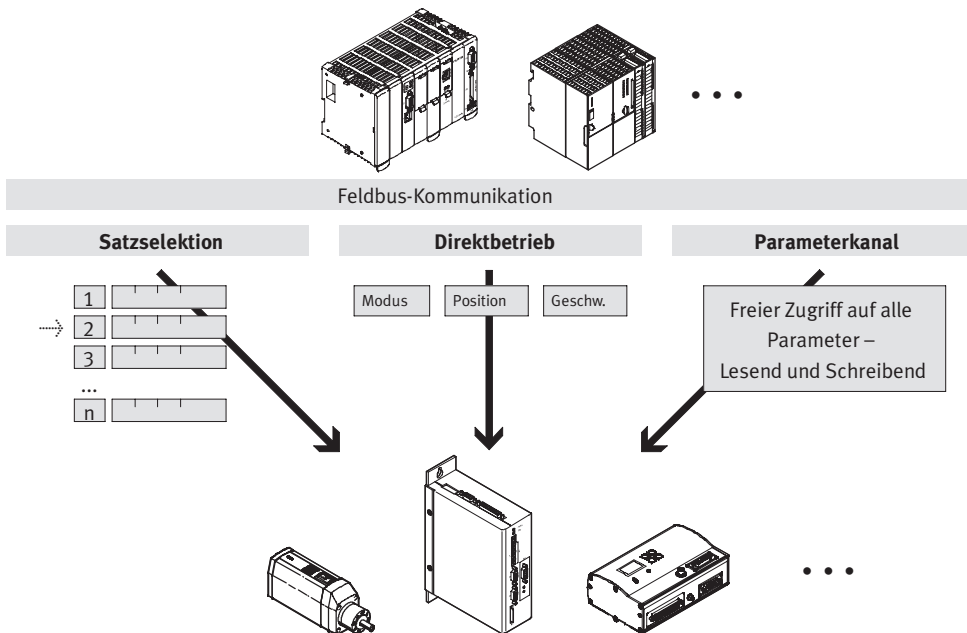 Feldbus-Kommunikation
Satzselektion
Direktbetrieb
Parameterkanal
1
2
3
...
n
Modus
Position
Geschw.
Freier Zugriff auf alle
Parameter –
Lesend und Schreibend